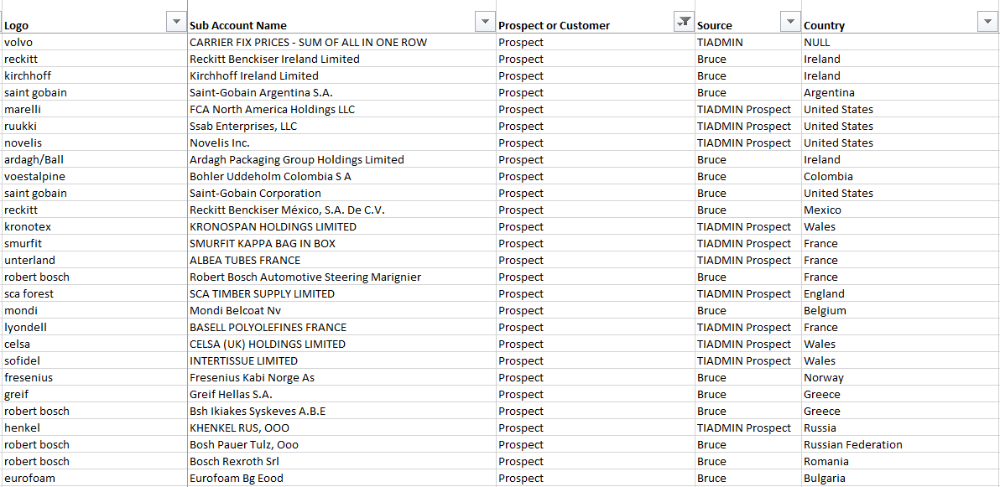 Logo Sub Account Name Prospect or Customer Source Country
volvo CARRIER FIX PRICES - SUM OF ALL IN ONE ROW Prospect TIADMIN NULL
reckitt Reckitt Benckiser Ireland Limited Prospect Bruce Ireland
kirchhoff Kirchhoff Ireland Limited Prospect Bruce Ireland
saint gobain Saint-Gobain Argentina S.A. Prospect Bruce Argentina
marelli FCA North America Holdings LLC Prospect TIADMIN Prospect United States
ruukki Ssab Enterprises, LLC Prospect TIADMIN Prospect United States
novelis Novelis Inc. Prospect TIADMIN Prospect United States
ardagh/Ball Ardagh Packaging Group Holdings Limited Prospect Bruce Ireland
voestalpine Bohler Uddeholm Colombia S A Prospect Bruce Colombia
saint gobain Saint-Gobain Corporation Prospect Bruce United States
reckitt Reckitt Benckiser México, S.A. De C.V. Prospect Bruce Mexico
kronotex KRONOSPAN HOLDINGS LIMITED Prospect TIADMIN Prospect Wales
smurfit SMURFIT KAPPA BAG IN BOX Prospect TIADMIN Prospect France
unterland ALBEA TUBES FRANCE Prospect TIADMIN Prospect France
robert bosch Robert Bosch Automotive Steering Marignier Prospect Bruce France
sca forest SCA TIMBER SUPPLY LIMITED Prospect TIADMIN Prospect England
mondi Mondi Belcoat Nv Prospect Bruce Belgium
lyondell BASELL POLYOLEFINES FRANCE Prospect TIADMIN Prospect France
celsa CELSA (UK) HOLDINGS LIMITED Prospect TIADMIN Prospect Wales
sofidel INTERTISSUE LIMITED Prospect TIADMIN Prospect Wales
fresenius Fresenius Kabi Norge As Prospect Bruce Norway
greif Greif Hellas S.A. Prospect Bruce Greece
robert bosch Bsh Ikiakes Syskeves A.B.E Prospect Bruce Greece
henkel KHENKEL RUS, OOO Prospect TIADMIN Prospect Russia
robert bosch Bosh Pauer Tulz, Ooo Prospect Bruce Russian Federation
robert bosch Bosch Rexroth Srl Prospect Bruce Romania
eurofoam Eurofoam Bg Eood Prospect Bruce Bulgaria